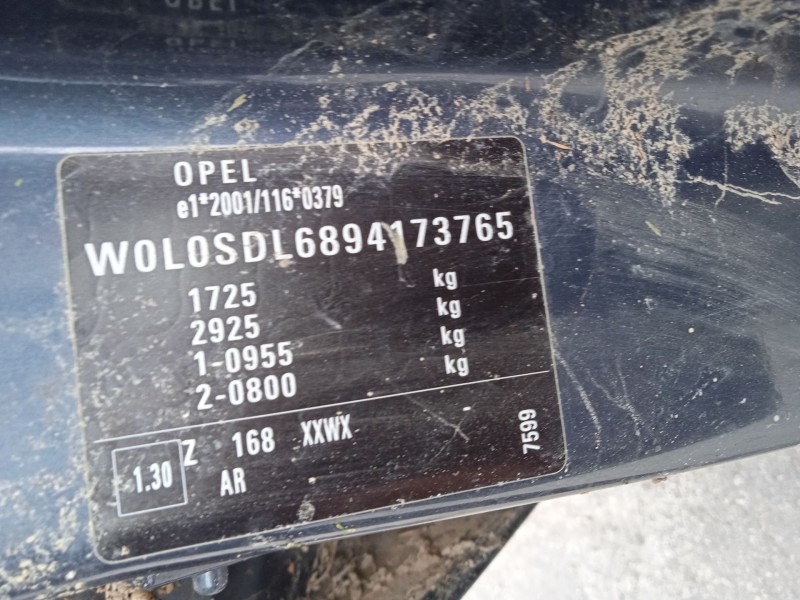 OPEL
e1*2001/116*0379
W0L0SDL6894173765
1725 kg
2925 kg
1-0955 kg
2-0800 kg
1.30 Z 168 XXWX
AR
7599